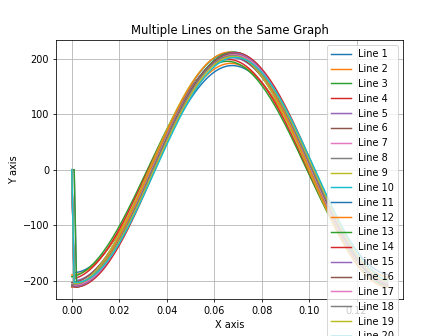 Multiple Lines on the Same Graph
Y axis
200
100
0
−100
−200
0.00
0.02
0.04
0.06
0.08
0.10
X axis
Line 1
Line 2
Line 3
Line 4
Line 5
Line 6
Line 7
Line 8
Line 9
Line 10
Line 11
Line 12
Line 13
Line 14
Line 15
Line 16
Line 17
Line 18
Line 19
Line 20